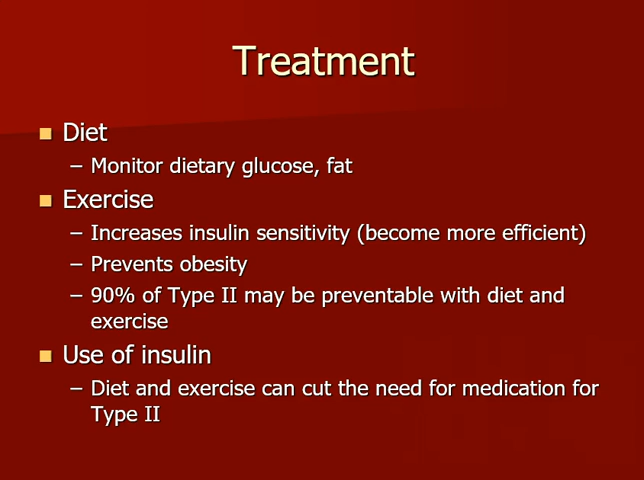 Treatment
Diet
– Monitor dietary glucose, fat
Exercise
– Increases insulin sensitivity (become more efficient)
– Prevents obesity
– 90% of Type II may be preventable with diet and
exercise
Use of insulin
– Diet and exercise can cut the need for medication for
Type II